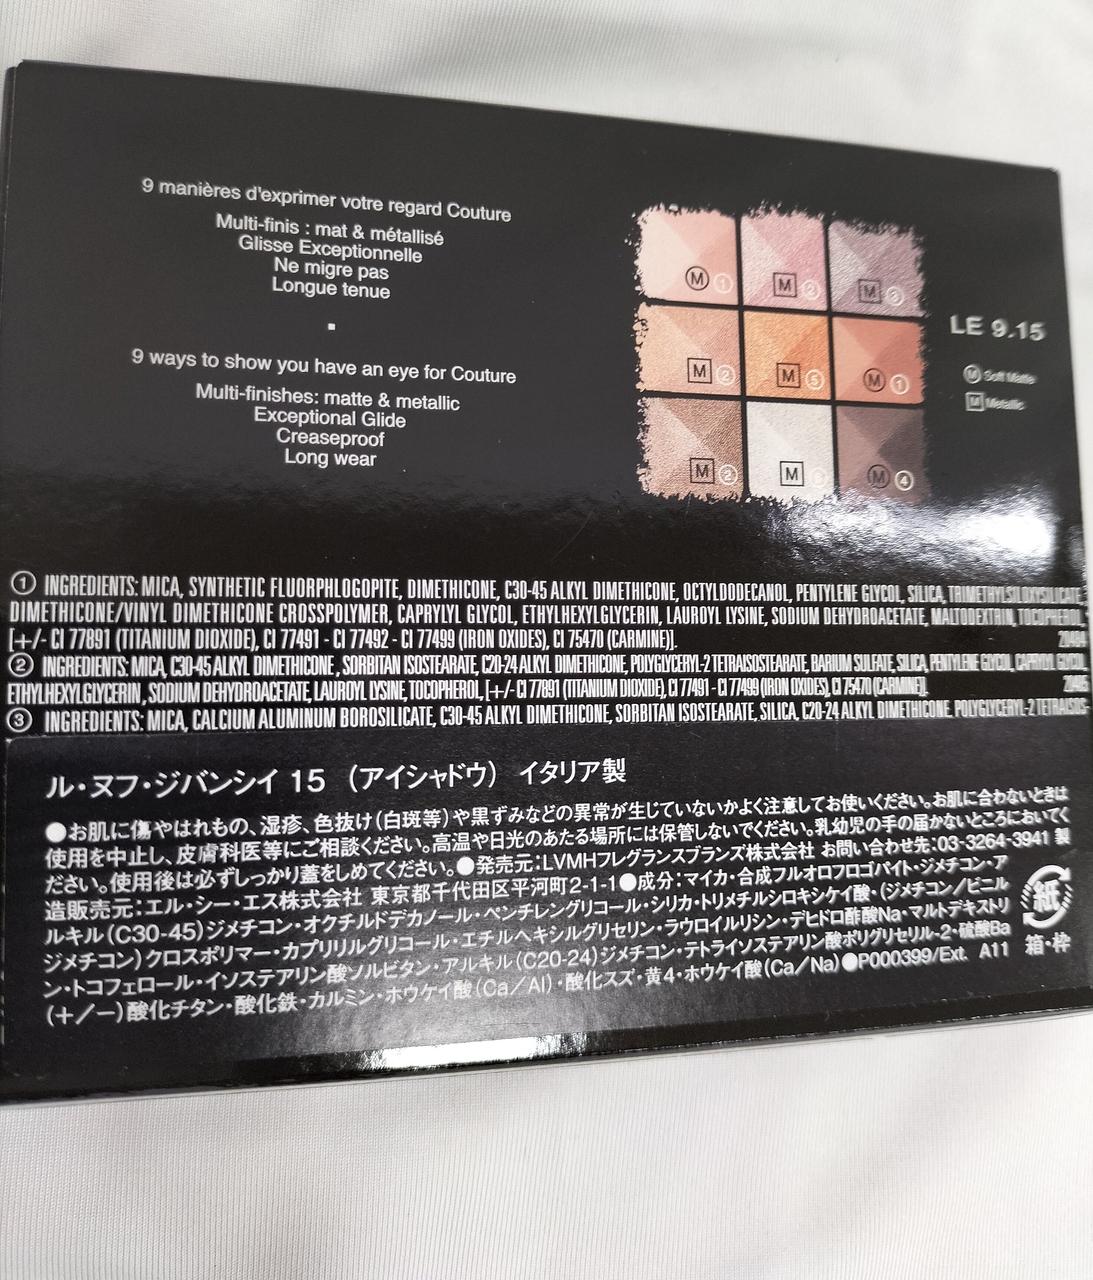 9 manières d'exprimer votre regard Couture
Multi-finis : mat & métallisé
Glisse Exceptionnelle
Ne migre pas
Longue tenue
9 ways to show you have an eye for Couture
Multi-finishes: matte & metallic
Exceptional Glide
Creaseproof
Long wear
M 1 M 2 M 3
M 2 M 5 M 1
M 2 M M 4
LE 9.15
M Soft Matte
M Metallic
① INGREDIENTS: MICA, SYNTHETIC FLUORPHLOGOPITE, DIMETHICONE, C30-45 ALKYL DIMETHICONE, OCTYLDODECANOL, PENTYLENE GLYCOL, SILICA, TRIMETHYLSILOXYSILICATE,
DIMETHICONE/VINYL DIMETHICONE CROSSPOLYMER, CAPRYLYL GLYCOL, ETHYLHEXYLGLYCERIN, LAUROYL LYSINE, SODIUM DEHYDROACETATE, MALTODEXTRIN, TOCOPHEROL,
[+/- CI 77891 (TITANIUM DIOXIDE), CI 77491 - CI 77492 - CI 77499 (IRON OXIDES), CI 75470 (CARMINE)].
② INGREDIENTS: MICA, C30-45 ALKYL DIMETHICONE, SORBITAN ISOSTEARATE, C20-24 ALKYL DIMETHICONE, POLYGLYCERYL-2 TETRAISOSTEARATE, BARIUM SULFATE, SILICA, PENTYLENE GLYCOL, CAPRYLYL GLYCOL,
ETHYLHEXYLGLYCERIN, SODIUM DEHYDROACETATE, LAUROYL LYSINE, TOCOPHEROL, [+/- CI 77891 (TITANIUM DIOXIDE), CI 77491 - CI 77499 (IRON OXIDES), CI 75470 (CARMINE)].
③ INGREDIENTS: MICA, CALCIUM ALUMINUM BOROSILICATE, C30-45 ALKYL DIMETHICONE, SORBITAN ISOSTEARATE, SILICA, C20-24 ALKYL DIMETHICONE, POLYGLYCERYL-2 TETRAISOS-
ル・ヌフ・ジバンシイ 15 （アイシャドウ） イタリア製
●お肌に傷やはれもの、湿疹、色抜け(白斑等)や黒ずみなどの異常が生じていないかよく注意してお使いください。お肌に合わないときは
使用を中止し、皮膚科医等にご相談ください。高温や日光のあたる場所には保管しないでください。乳幼児の手の届かないところにおいてく
ださい。使用後は必ずしっかり蓋をしめてください。●発売元:LVMHフレグランスブランズ株式会社 お問い合わせ先:03-3264-3941 製
造販売元:エル・シー・エス株式会社 東京都千代田区平河町2-1-1●成分:マイカ・合成フルオロフロゴパイト・ジメチコン・ア
ルキル(C30-45)ジメチコン・オクチルドデカノール・ペンチレングリコール・シリカ・トリメチルシロキシケイ酸・(ジメチコン／ビニル
ジメチコン)クロスポリマー・カプリリルグリコール・エチルヘキシルグリセリン・ラウロイルリシン・デヒドロ酢酸Na・マルトデキストリ
ン・トコフェロール・イソステアリン酸ソルビタン・アルキル(C20-24)ジメチコン・テトライソステアリン酸ポリグリセリル-2・硫酸Ba
(+／−)酸化チタン・酸化鉄・カルミン・ホウケイ酸(Ca／Al)・酸化スズ・黄4・ホウケイ酸(Ca／Na)●P000399/Ext. A11
紙
箱・枠